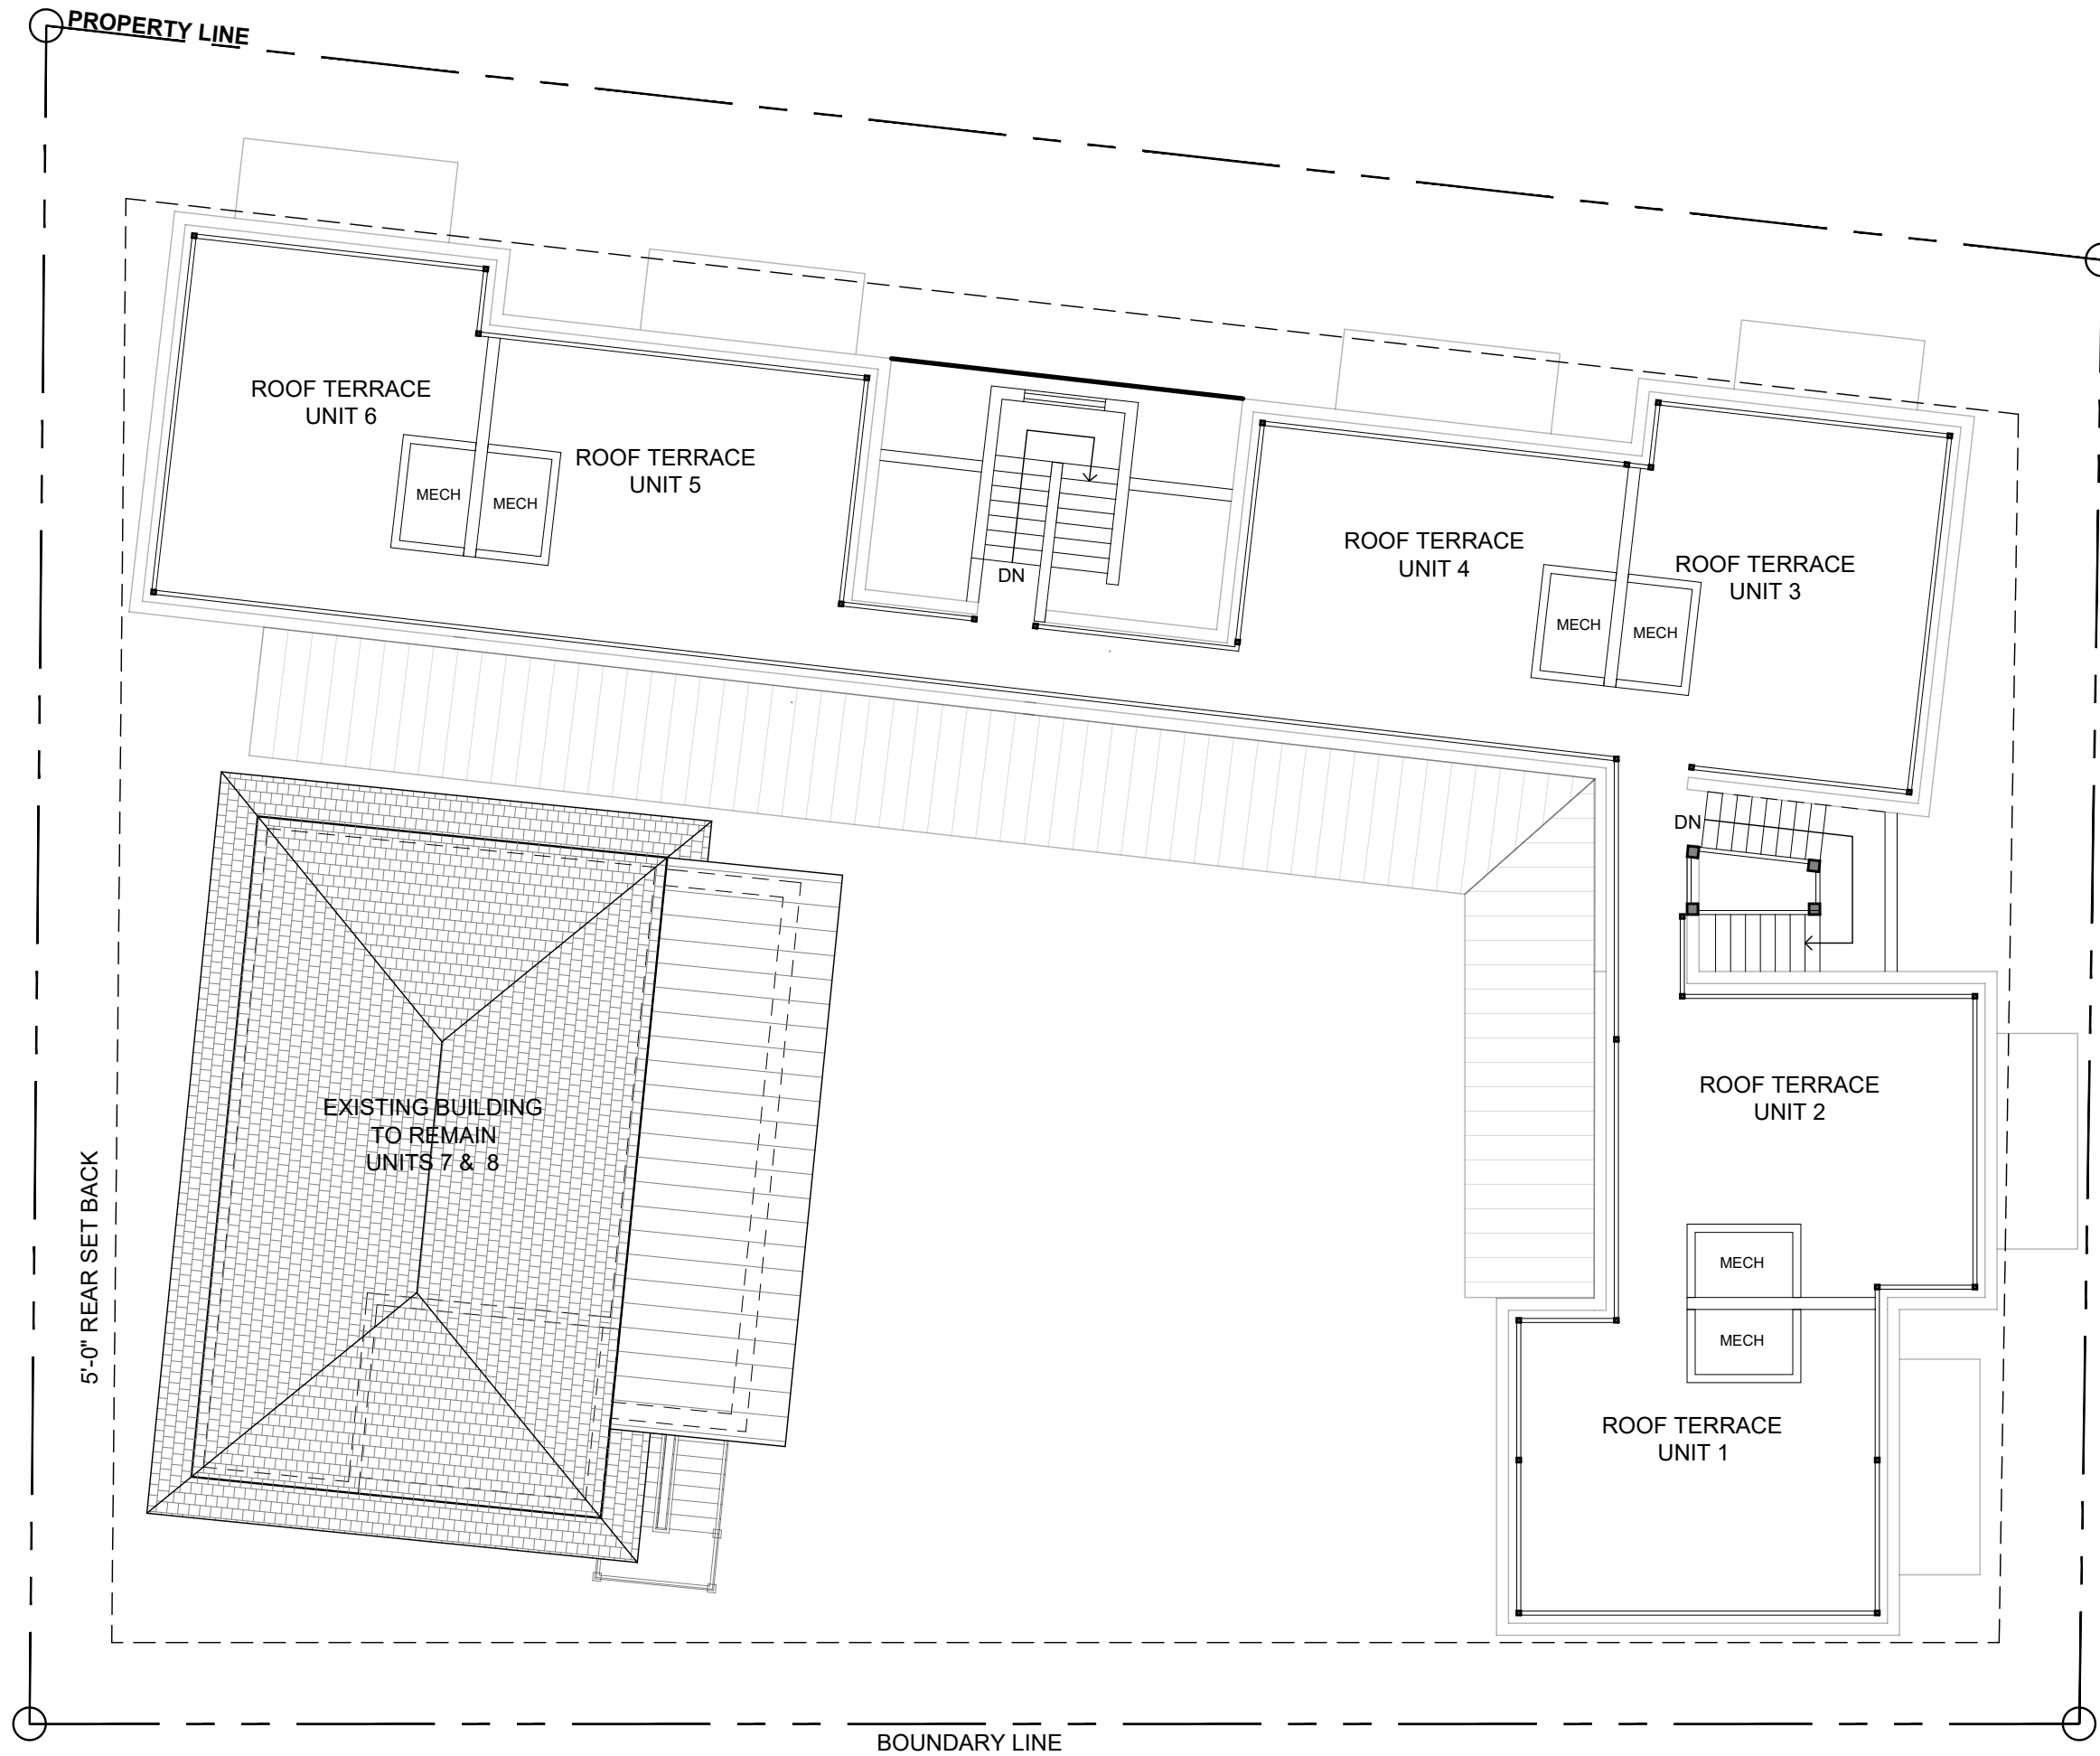 PROPERTY LINE
ROOF TERRACE
UNIT 6
ROOF TERRACE
UNIT 5
MECH
MECH
DN
ROOF TERRACE
UNIT 4
ROOF TERRACE
UNIT 3
MECH
MECH
DN
ROOF TERRACE
UNIT 2
EXISTING BUILDING
TO REMAIN
UNITS 7 & 8
5'-0" REAR SET BACK
MECH
MECH
ROOF TERRACE
UNIT 1
BOUNDARY LINE